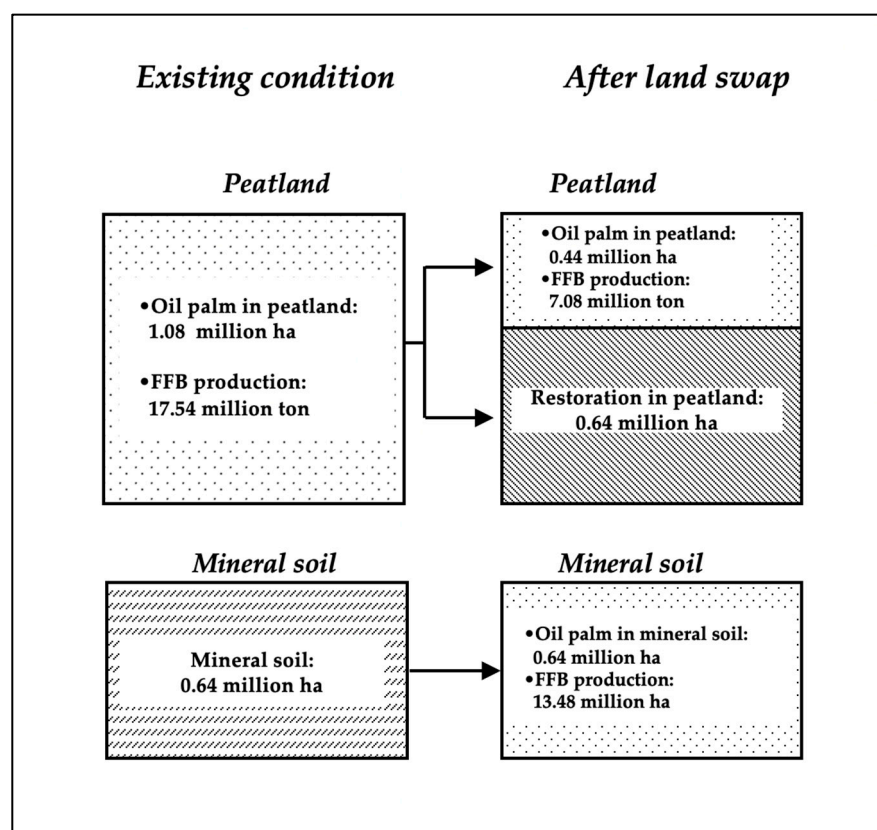 Existing condition
After land swap
Peatland
•Oil palm in peatland:
1.08 million ha
•FFB production:
17.54 million ton
Peatland
•Oil palm in peatland:
0.44 million ha
•FFB production:
7.08 million ton
Restoration in peatland:
0.64 million ha
Mineral soil
Mineral soil:
0.64 million ha
Mineral soil
•Oil palm in mineral soil:
0.64 million ha
•FFB production:
13.48 million ha